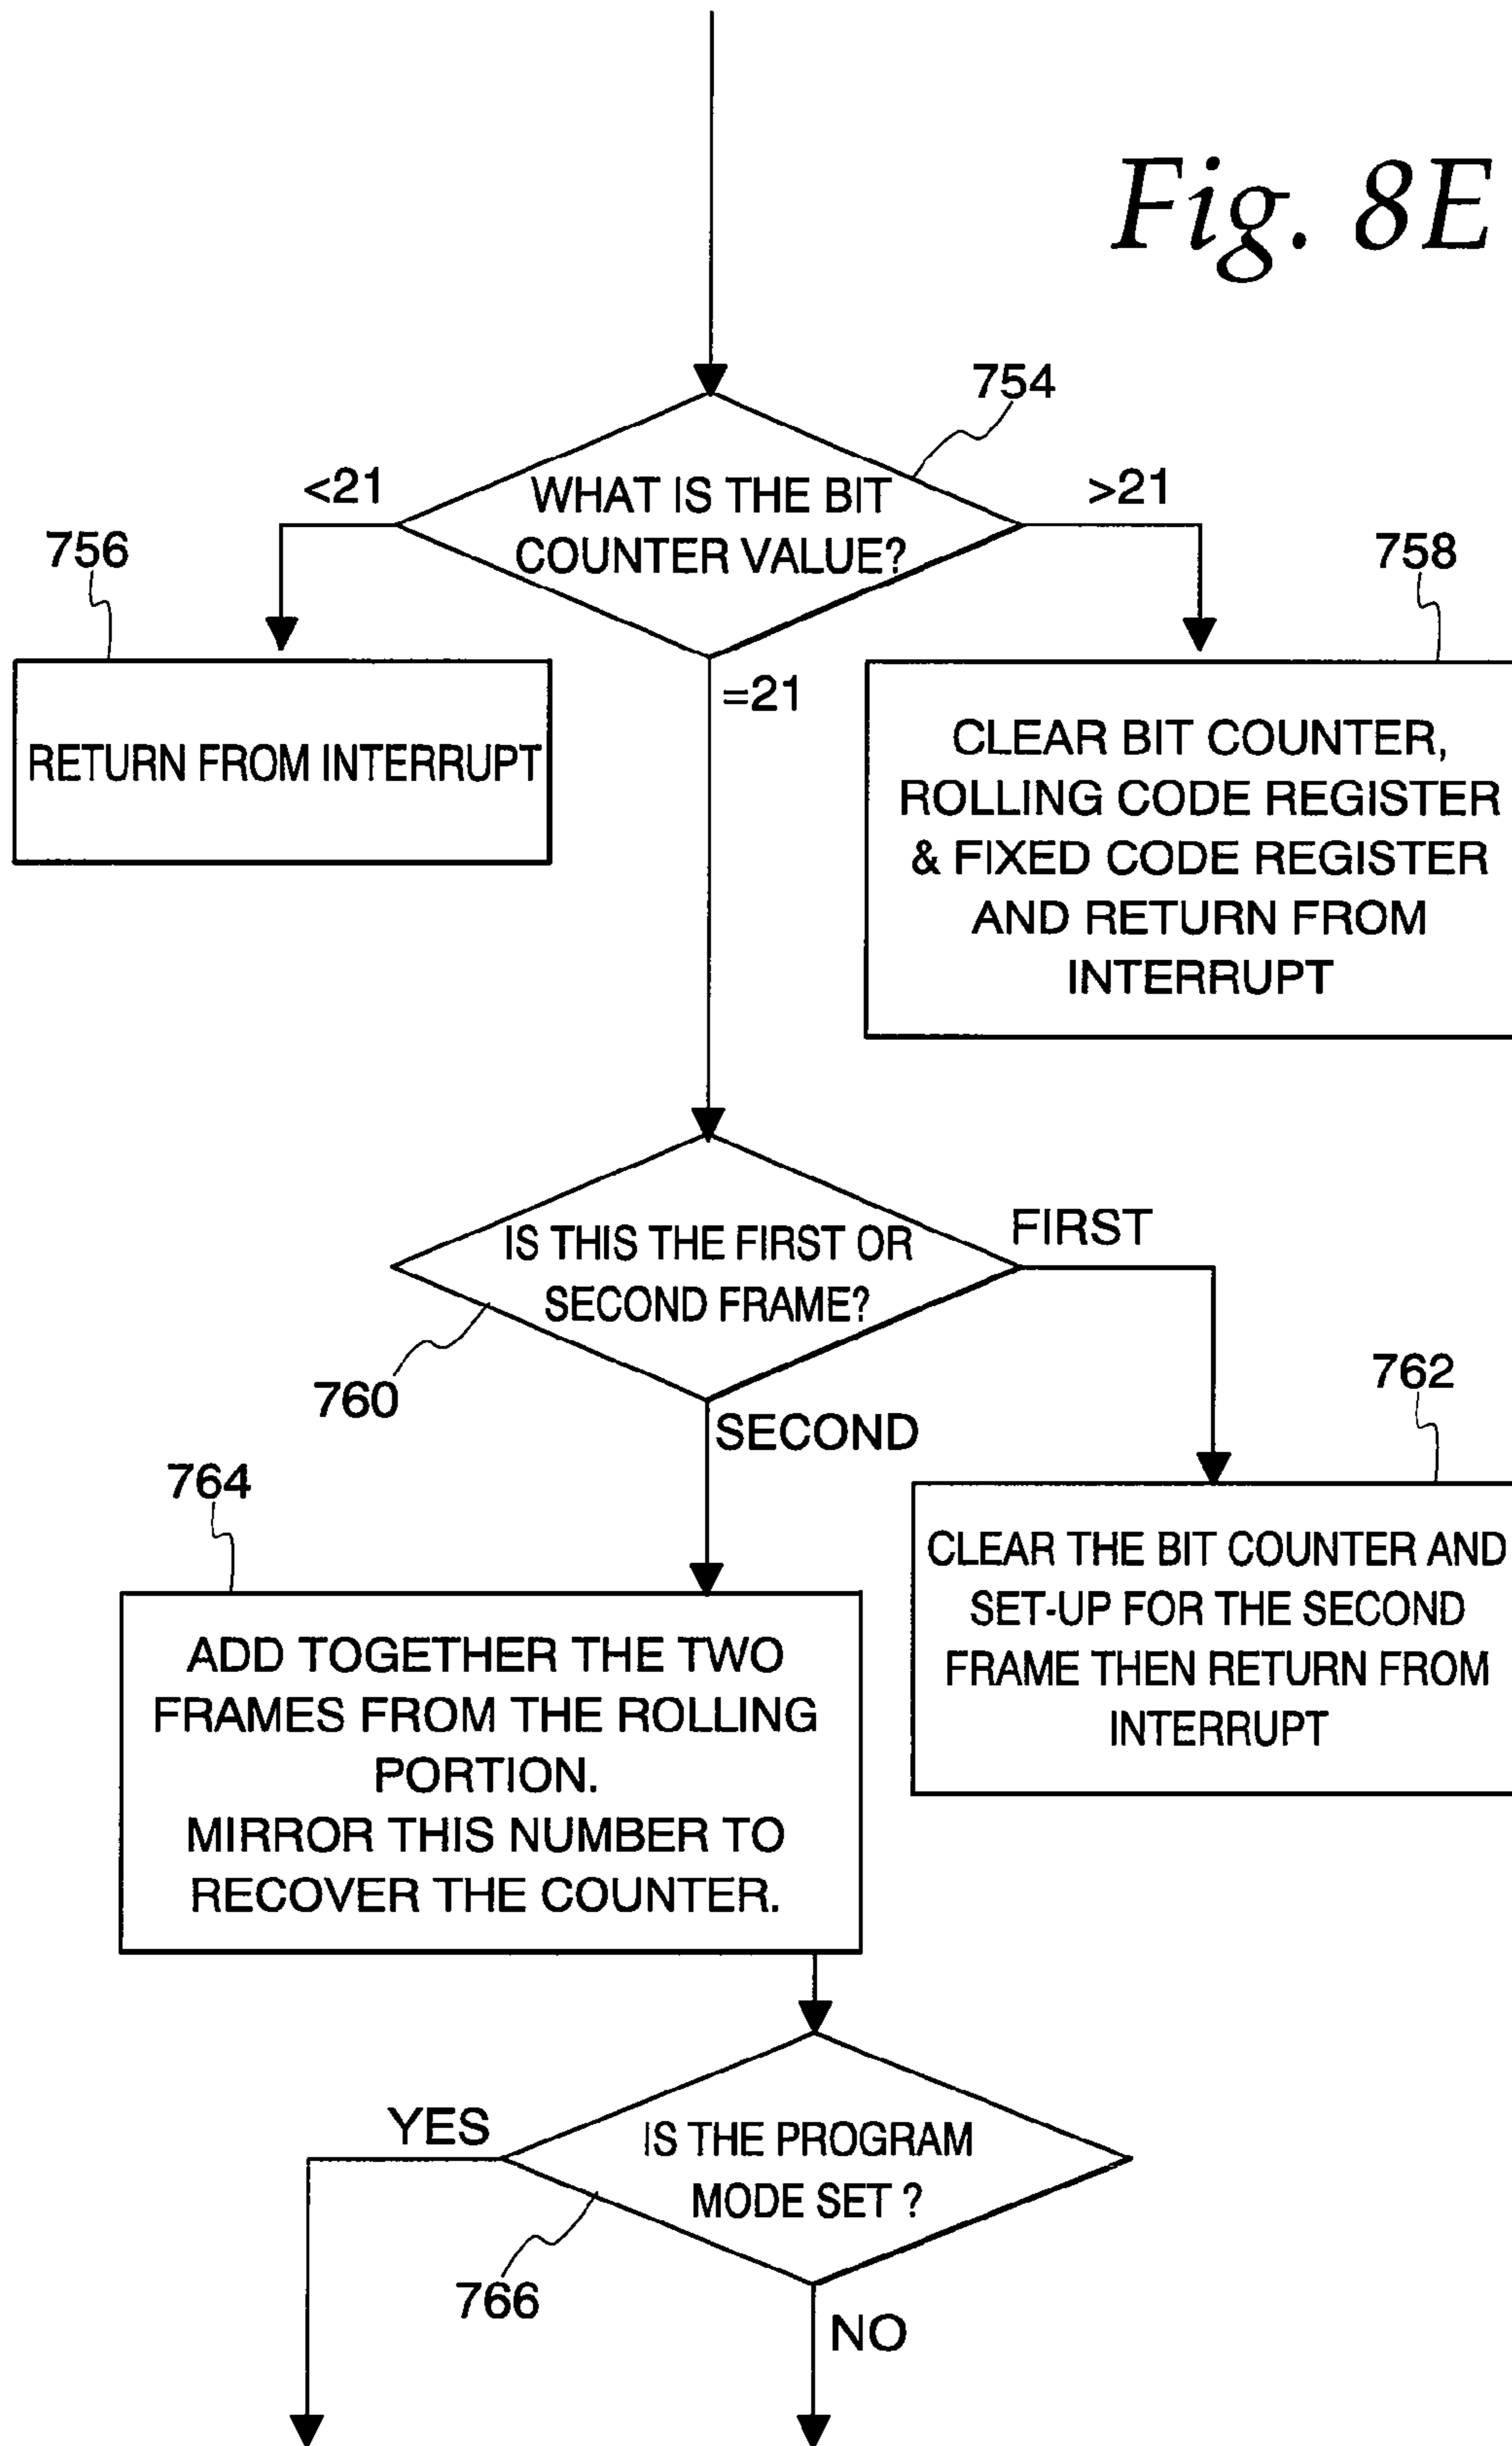 Fig. 8E
754
<21
WHAT IS THE BIT
COUNTER VALUE?
>21
756
758
=21
RETURN FROM INTERRUPT
CLEAR BIT COUNTER,
ROLLING CODE REGISTER
& FIXED CODE REGISTER
AND RETURN FROM
INTERRUPT
IS THIS THE FIRST OR
SECOND FRAME?
FIRST
760
762
SECOND
764
CLEAR THE BIT COUNTER AND
SET-UP FOR THE SECOND
FRAME THEN RETURN FROM
INTERRUPT
ADD TOGETHER THE TWO
FRAMES FROM THE ROLLING
PORTION.
MIRROR THIS NUMBER TO
RECOVER THE COUNTER.
YES
IS THE PROGRAM
MODE SET ?
766
NO